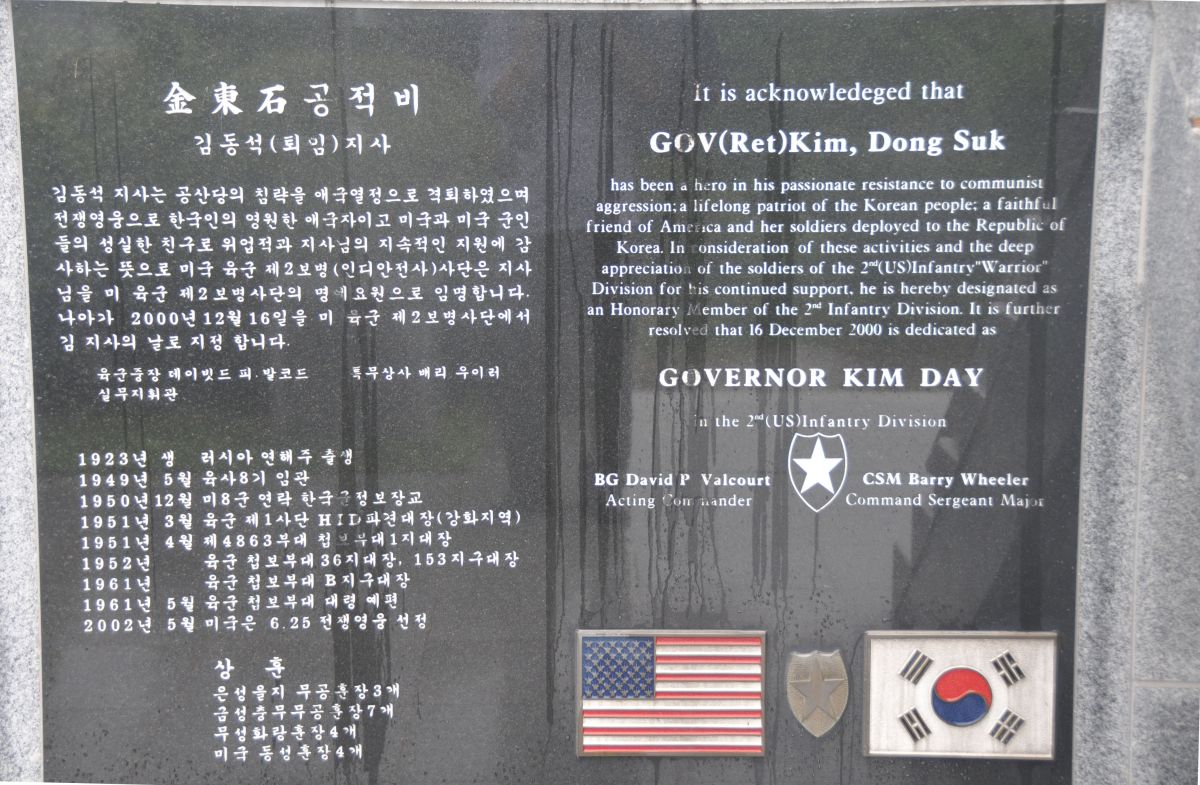 金東石공적비
김동석(퇴임)지사
김동석 지사는 공산당의 침략을 애국열정으로 격퇴하였으며
전쟁영웅으로 한국인의 영원한 애국자이고 미국과 미국 군인
들의 성실한 친구로 위업적과 지사님의 지속적인 지원에 감
사하는 뜻으로 미국 육군 제2보병(인디안전사)사단은 지사
님을 미 육군 제2보병사단의 명예요원으로 임명합니다.
나아가 2000년 12월 16일을 미 육군 제2보병사단에서
김 지사의 날로 지정 합니다.
육군중장 데이빗드 피.발코드 특무상사 배리 우이러
실무지휘관
1923년 생 러시아 연해주 출생
1949년 5월 육사8기 임관
1950년 12월 미8군 연락 한국군정보장교
1951년 3월 육군 제1사단 HID파견대장(강화지역)
1951년 4월 제4863부대 첩보부대1지대장
1952년 육군 첩보부대 36지대장, 153지구대장
1961년 육군 첩보부대 B지구대장
1961년 5월 육군 첩보부대 대령 예편
2002년 5월 미국은 6.25 전쟁영웅 선정
상 훈
은성을지 무공훈장3개
금성충무무공훈장7개
무성화랑훈장4개
미국 동성훈장4개
It is acknowledeged that
GOV(Ret)Kim, Dong Suk
has been a hero in his passionate resistance to communist
aggression; a lifelong patriot of the Korean people; a faithful
friend of America and her soldiers deployed to the Republic of
Korea. In consideration of these activities and the deep
appreciation of the soldiers of the 2nd(US)Infantry"Warrior"
Division for his continued support, he is hereby designated as
an Honorary Member of the 2nd Infantry Division. It is further
resolved that 16 December 2000 is dedicated as
GOVERNOR KIM DAY
in the 2nd(US)Infantry Division
BG David P Valcourt CSM Barry Wheeler
Acting Commander Command Sergeant Major